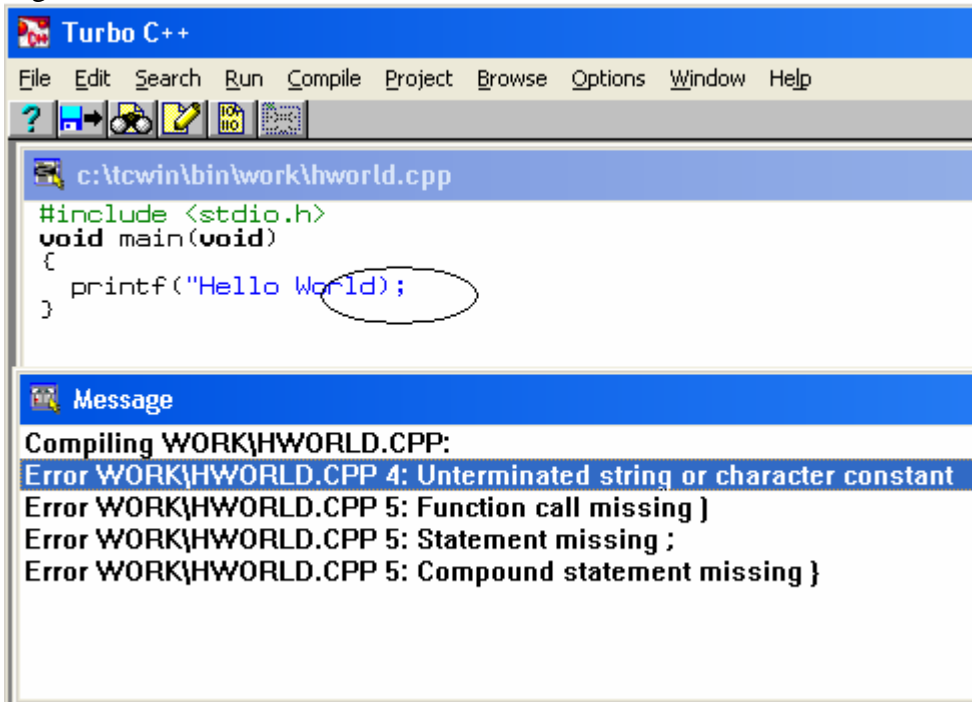 Turbo C++
File Edit Search Run Compile Project Browse Options Window Help
c:\tcwin\bin\work\hworld.cpp
#include <stdio.h>
void main(void)
{
printf("Hello World);
}
Message
Compiling WORK\HWORLD.CPP:
Error WORK\HWORLD.CPP 4: Unterminated string or character constant
Error WORK\HWORLD.CPP 5: Function call missing )
Error WORK\HWORLD.CPP 5: Statement missing ;
Error WORK\HWORLD.CPP 5: Compound statement missing }